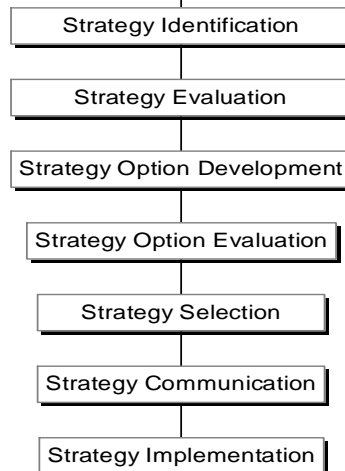 Strategy Identification
Strategy Evaluation
Strategy Option Development
Strategy Option Evaluation
Strategy Selection
Strategy Communication
Strategy Implementation